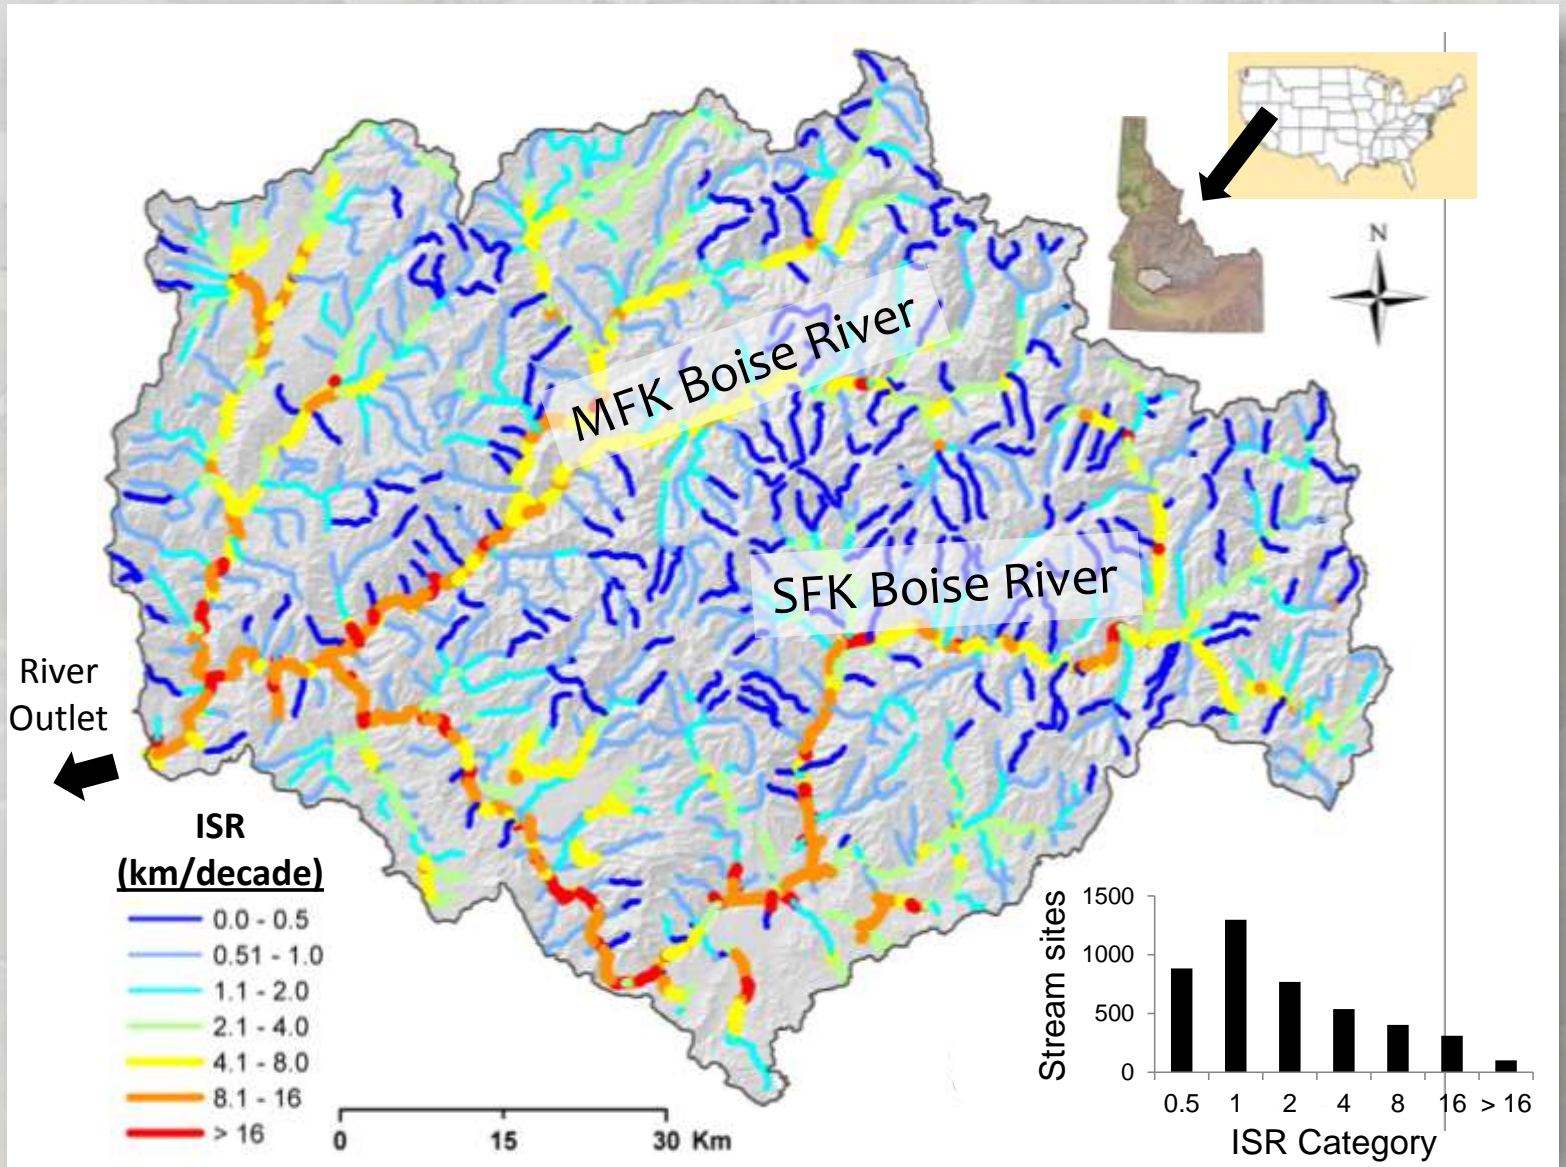 N
MFK Boise River
SFK Boise River
River
Outlet
ISR
(km/decade)
0.0 - 0.5
0.51 - 1.0
1.1 - 2.0
2.1 - 4.0
4.1 - 8.0
8.1 - 16
> 16
0 15 30 Km
Stream sites
1500
1000
500
0
0.5 1 2 4 8 16 > 16
ISR Category